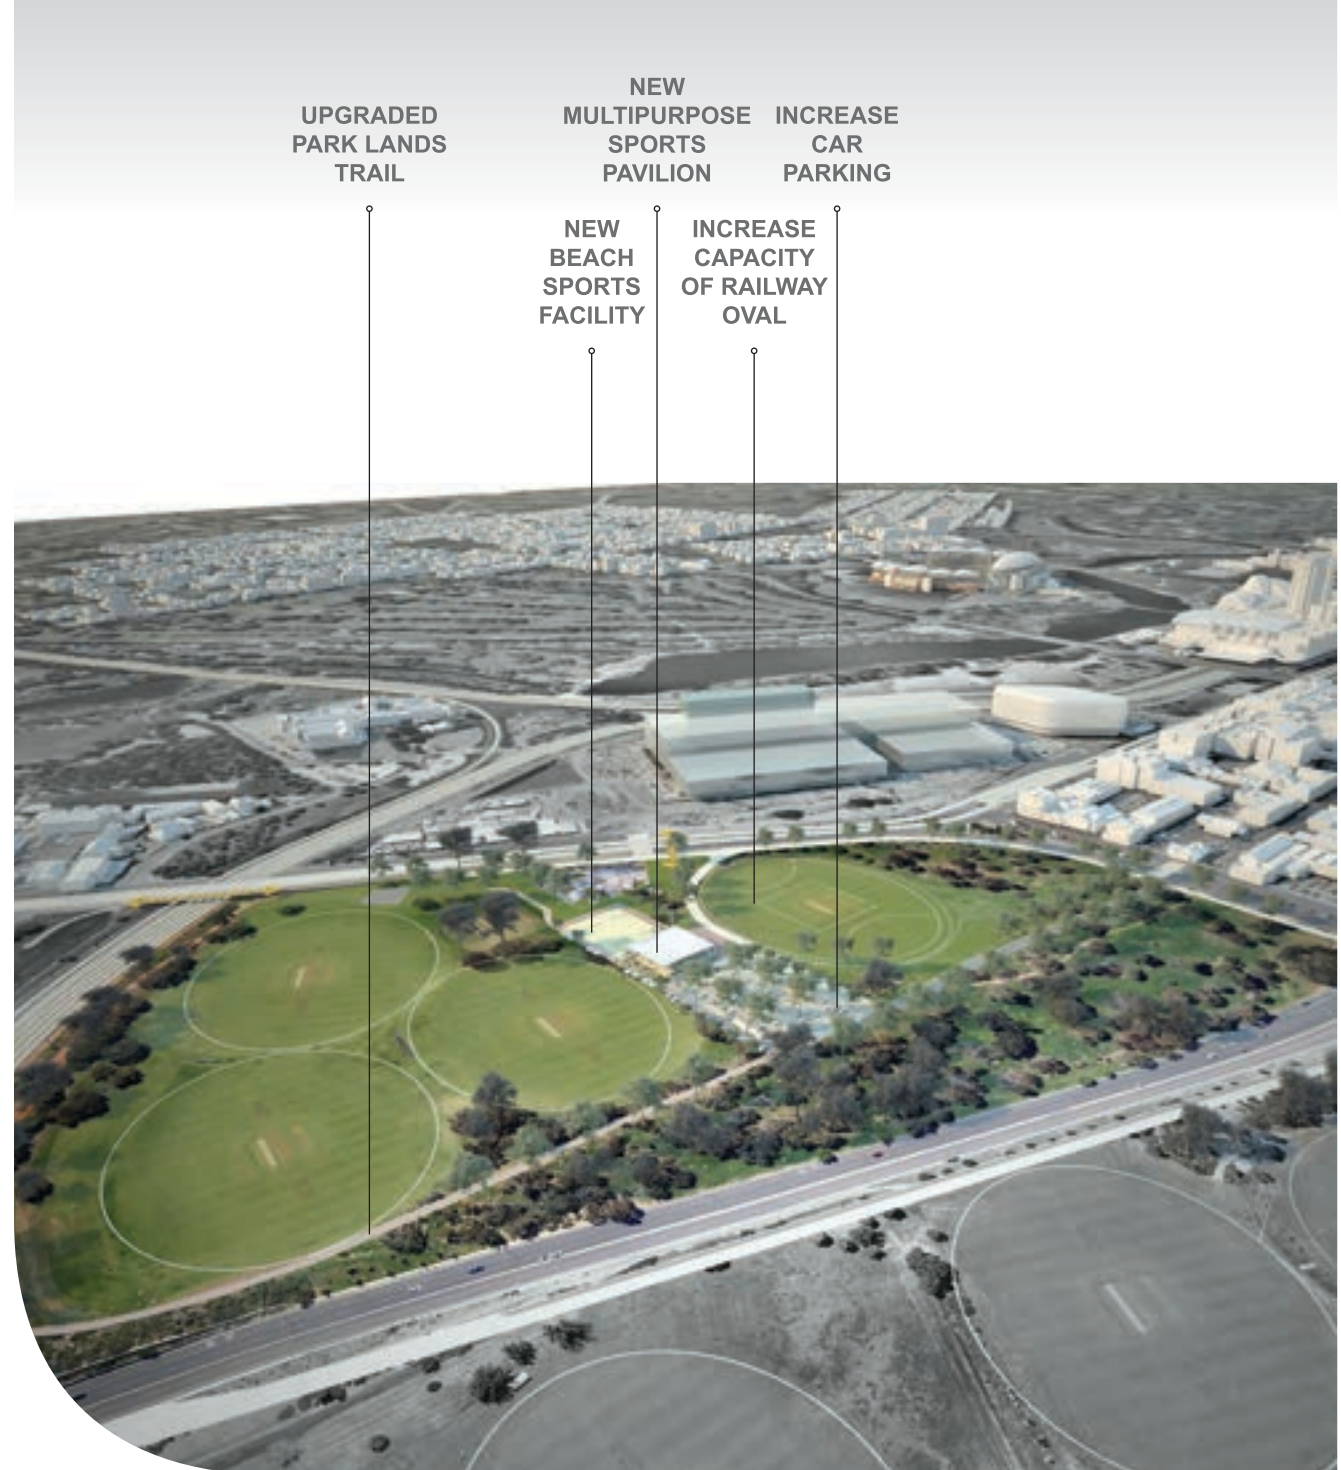 UPGRADED
PARK LANDS
TRAIL
NEW
MULTIPURPOSE
SPORTS
PAVILION
INCREASE
CAR
PARKING
NEW
BEACH
SPORTS
FACILITY
INCREASE
CAPACITY
OF RAILWAY
OVAL